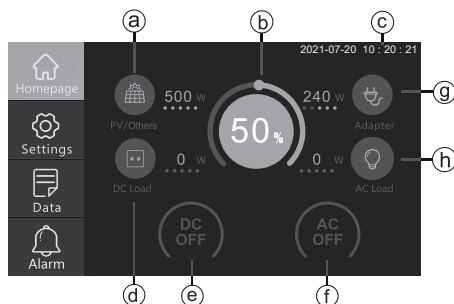 a b c
2021-07-20 10 : 20 : 21
Homepage
500 W
240 W
g
PV/Others
50%
Adapter
Settings
0 W
0 W
h
DC Load
AC Load
Data
DC
OFF
AC
OFF
Alarm
d e f